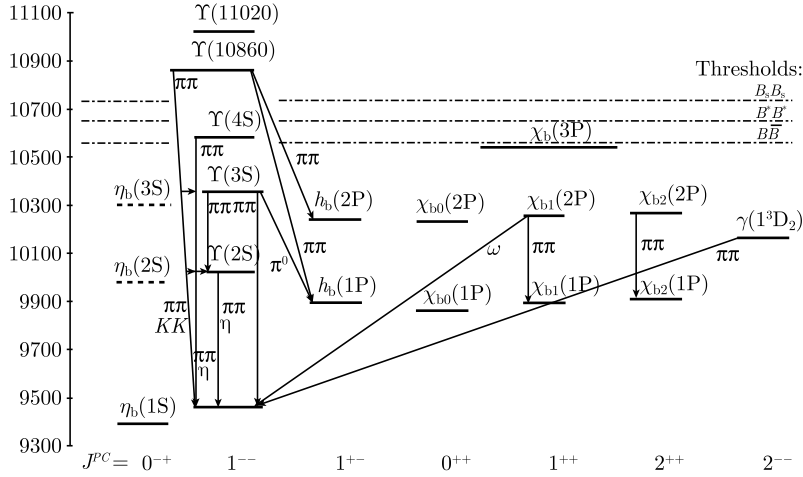 11100
10900
10700
10500
10300
10100
9900
9700
9500
9300
ϒ(11020)
ϒ(10860)
Thresholds:
BₛBₛ
B*B̄*
BB̄
ππ
ϒ(4S)
χb(3P)
ππ
ππ
ηb(3S)
ϒ(3S)
hb(2P)
χb0(2P)
χb1(2P)
χb2(2P)
γ(1³D₂)
ππ ππ
ηb(2S)
ϒ(2S)
π⁰
ππ
ω
ππ
ππ
ππ
hb(1P)
χb0(1P)
χb1(1P)
χb2(1P)
ππ
KK
ππ
η
ππ
η
ηb(1S)
J^PC = 0⁻⁺ 1⁻⁻ 1⁺⁻ 0⁺⁺ 1⁺⁺ 2⁺⁺ 2⁻⁻